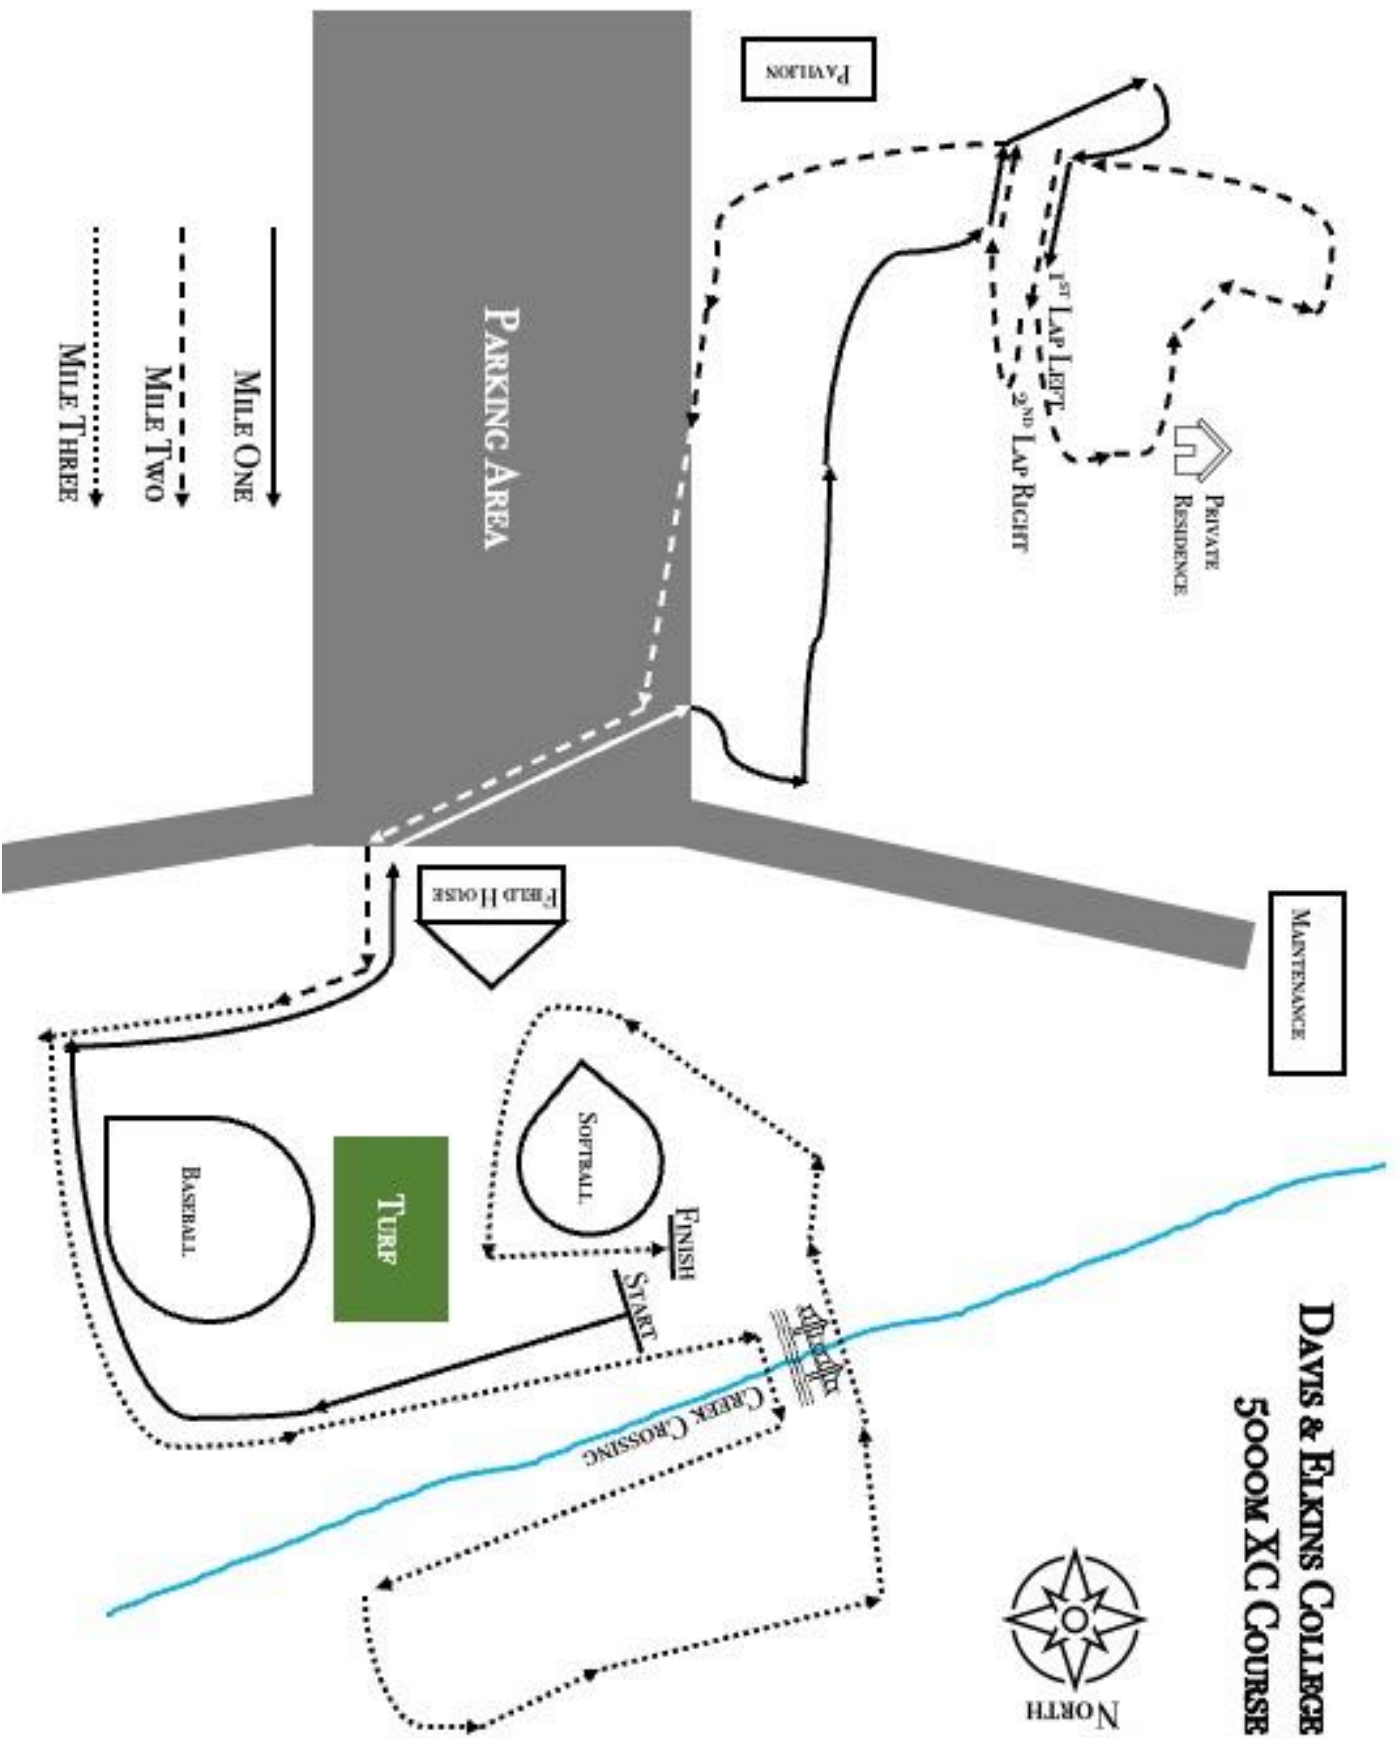 DAVIS & ELKINS COLLEGE
5000M XC COURSE
NORTH
MAINTENANCE
PRIVATE
RESIDENCE
1ST LAP LEFT
2ND LAP RIGHT
PAVILION
PARKING AREA
FIELD HOUSE
SOFTBALL
FINISH
START
TURF
BASEBALL
CREEK CROSSING
MILE ONE
MILE TWO
MILE THREE